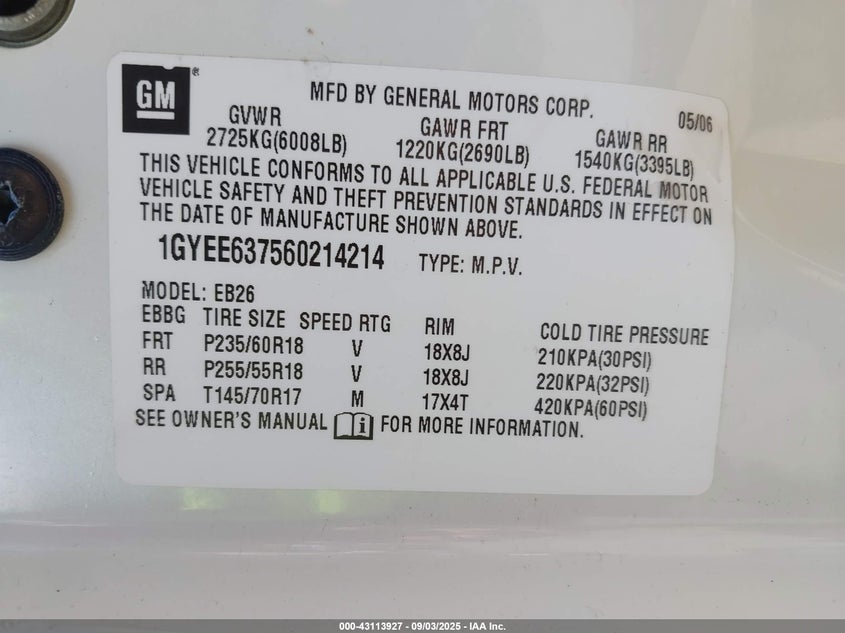 GM®
MFD BY GENERAL MOTORS CORP. 05/06
GVWR GAWR FRT GAWR RR
2725KG(6008LB) 1220KG(2690LB) 1540KG(3395LB)
THIS VEHICLE CONFORMS TO ALL APPLICABLE U.S. FEDERAL MOTOR
VEHICLE SAFETY AND THEFT PREVENTION STANDARDS IN EFFECT ON
THE DATE OF MANUFACTURE SHOWN ABOVE.
1GYEE637560214214 TYPE: M.P.V.
MODEL: EB26
EBBG TIRE SIZE SPEED RTG RIM COLD TIRE PRESSURE
FRT P235/60R18 V 18X8J 210KPA(30PSI)
RR P255/55R18 V 18X8J 220KPA(32PSI)
SPA T145/70R17 M 17X4T 420KPA(60PSI)
SEE OWNER'S MANUAL i FOR MORE INFORMATION.
000-43113927 - 09/03/2025 - IAA Inc.